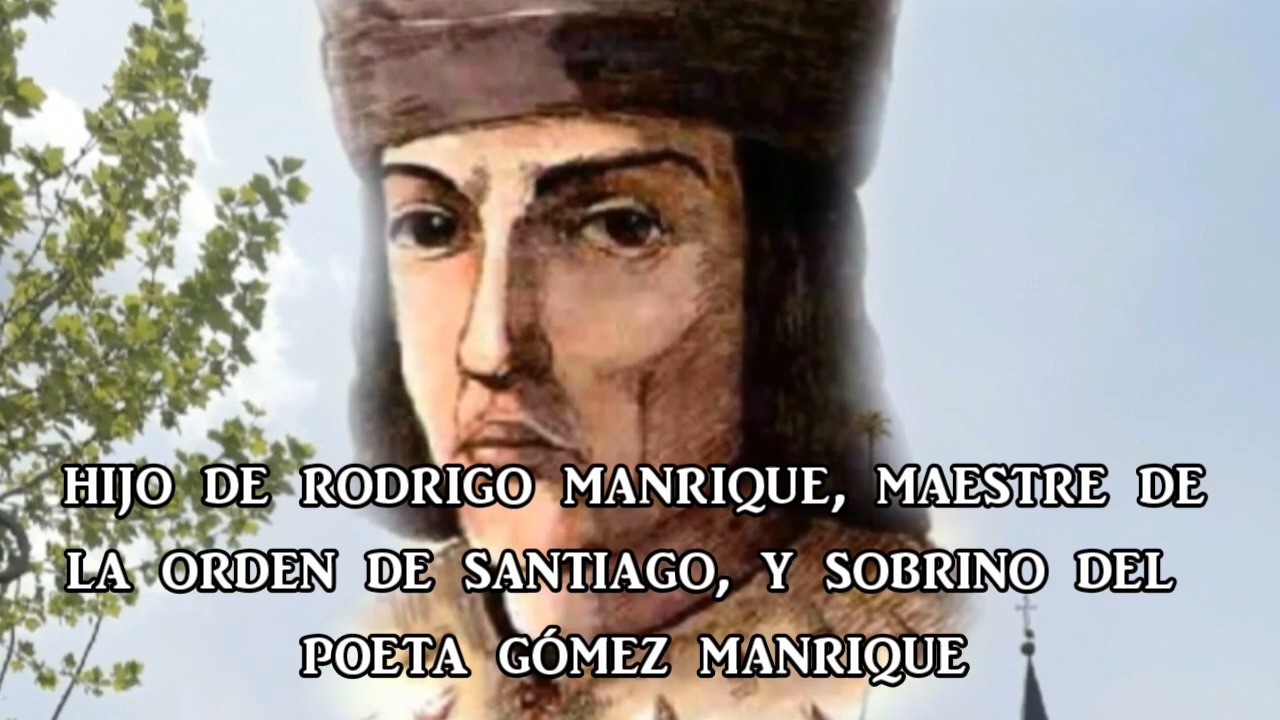 HIJO DE RODRIGO MANRIQUE, MAESTRE DE
LA ORDEN DE SANTIAGO, Y SOBRINO DEL
POETA GÓMEZ MANRIQUE